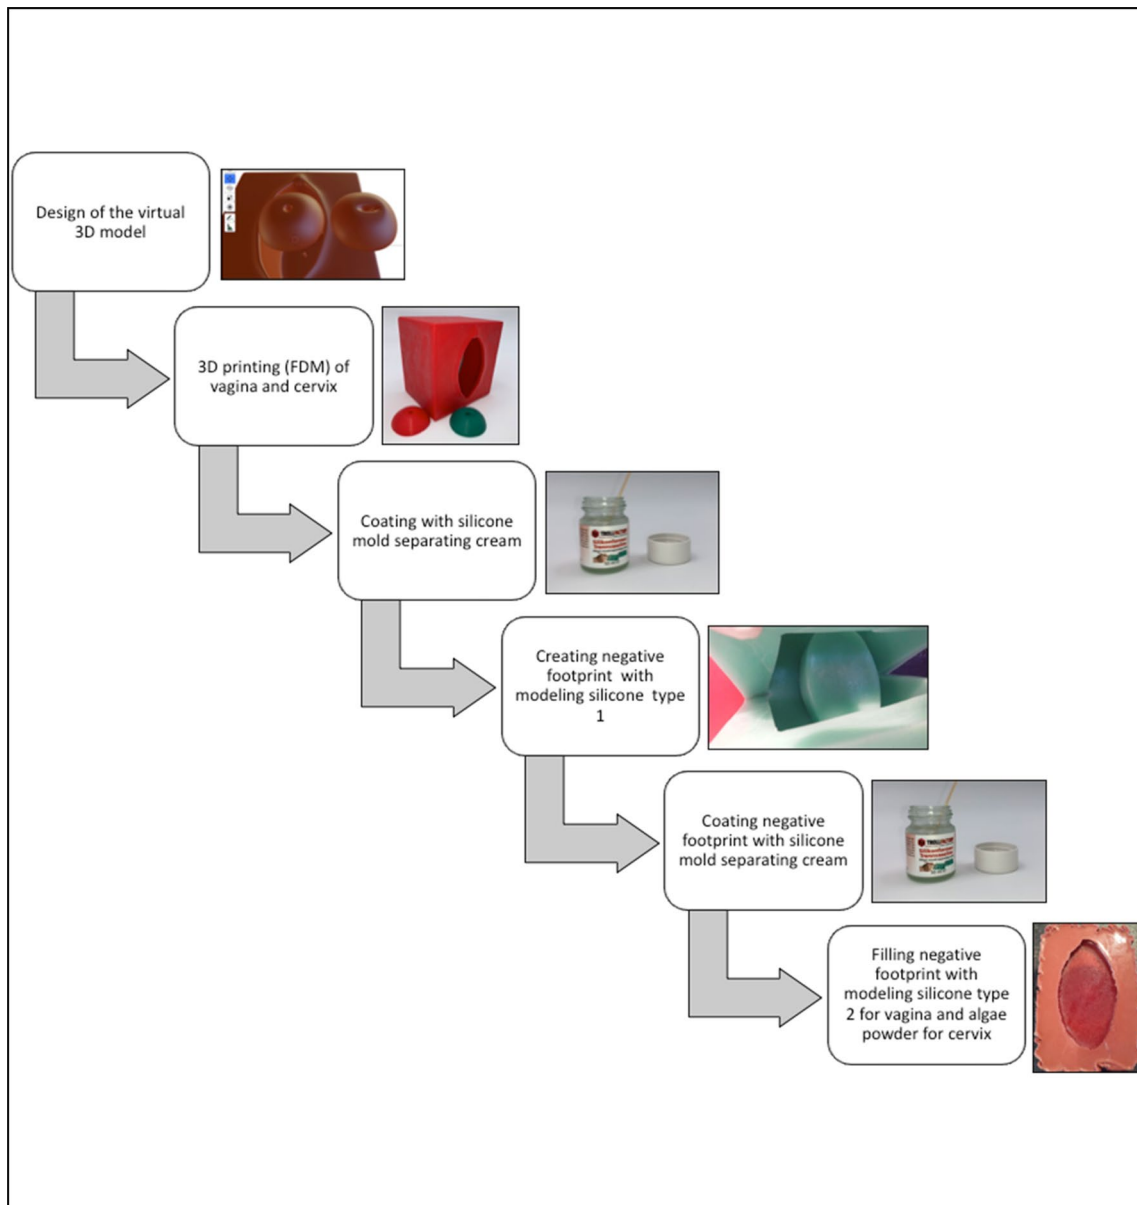 Design of the virtual
3D model
3D printing (FDM) of
vagina and cervix
Coating with silicone
mold separating cream
Creating negative
footprint with
modeling silicone type
1
Coating negative
footprint with silicone
mold separating cream
Filling negative
footprint with
modeling silicone type
2 for vagina and algae
powder for cervix